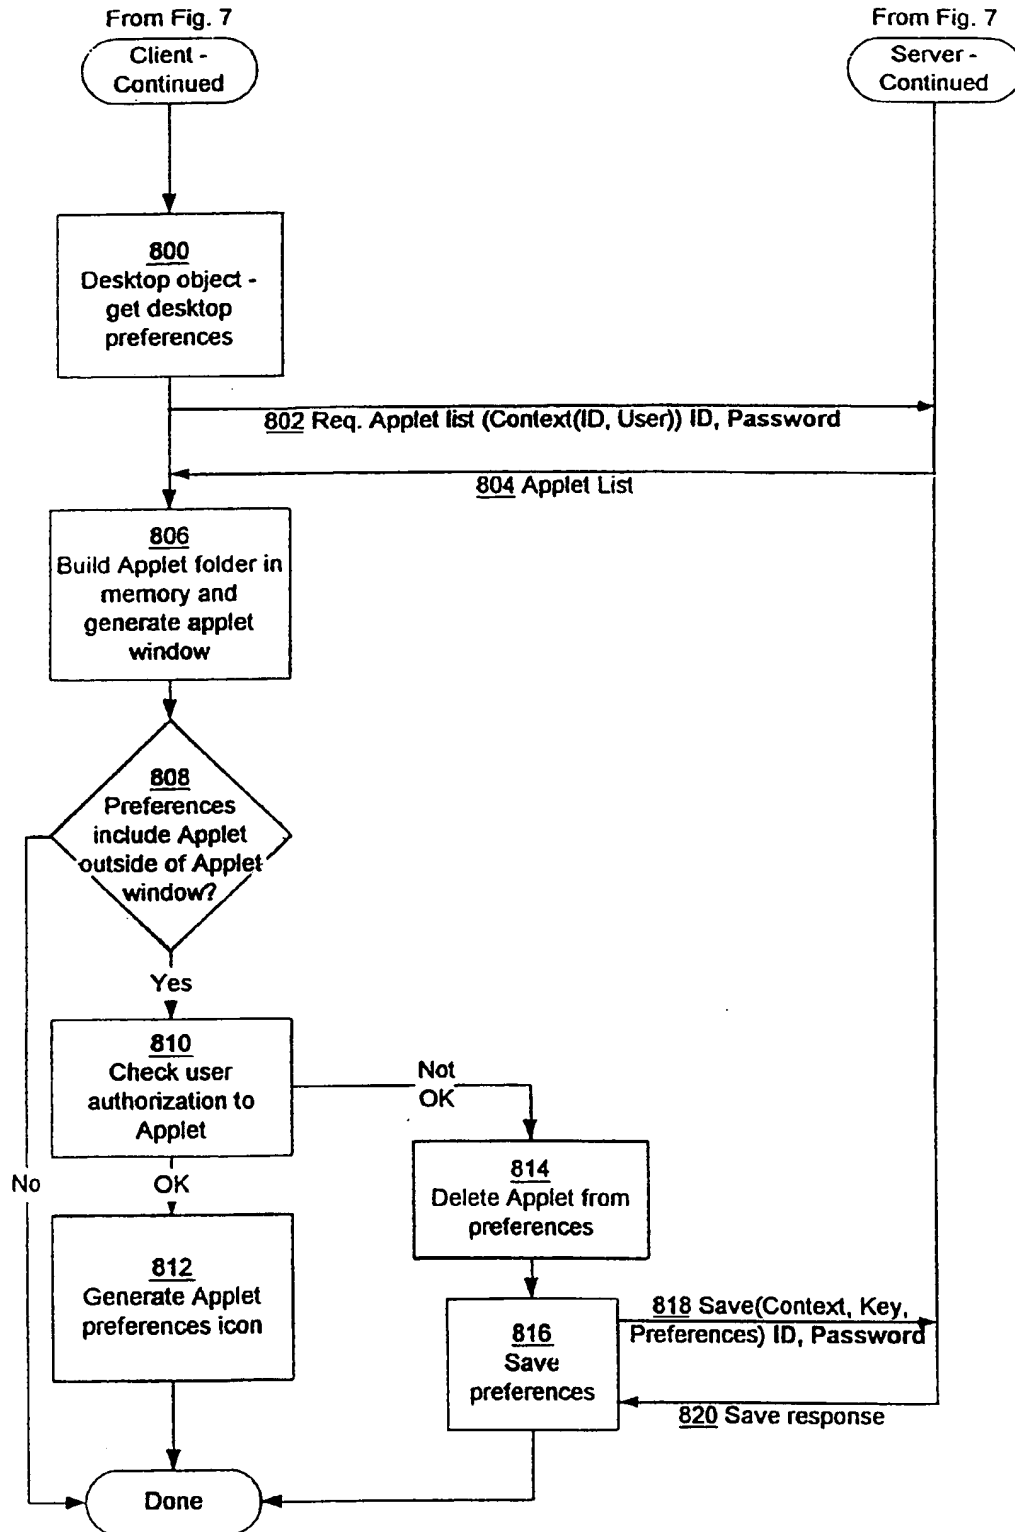 From Fig. 7
From Fig. 7
Client -
Continued
Server -
Continued
800
Desktop object -
get desktop
preferences
802 Req. Applet list (Context(ID, User)) ID, Password
804 Applet List
806
Build Applet folder in
memory and
generate applet
window
808
Preferences
include Applet
outside of Applet
window?
Yes
810
Check user
authorization to
Applet
Not
OK
No
OK
814
Delete Applet from
preferences
812
Generate Applet
preferences icon
818 Save(Context, Key,
Preferences) ID, Password
816
Save
preferences
820 Save response
Done